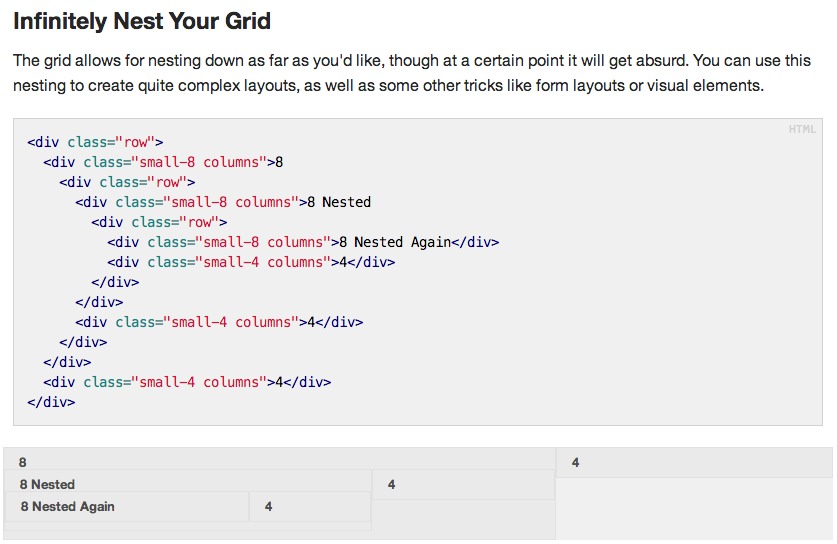 Infinitely Nest Your Grid
The grid allows for nesting down as far as you'd like, though at a certain point it will get absurd. You can use this
nesting to create quite complex layouts, as well as some other tricks like form layouts or visual elements.
HTML
<div class="row">
  <div class="small-8 columns">8
    <div class="row">
      <div class="small-8 columns">8 Nested
        <div class="row">
          <div class="small-8 columns">8 Nested Again</div>
          <div class="small-4 columns">4</div>
        </div>
      </div>
      <div class="small-4 columns">4</div>
    </div>
  </div>
  <div class="small-4 columns">4</div>
</div>
8 4
8 Nested 4
8 Nested Again 4